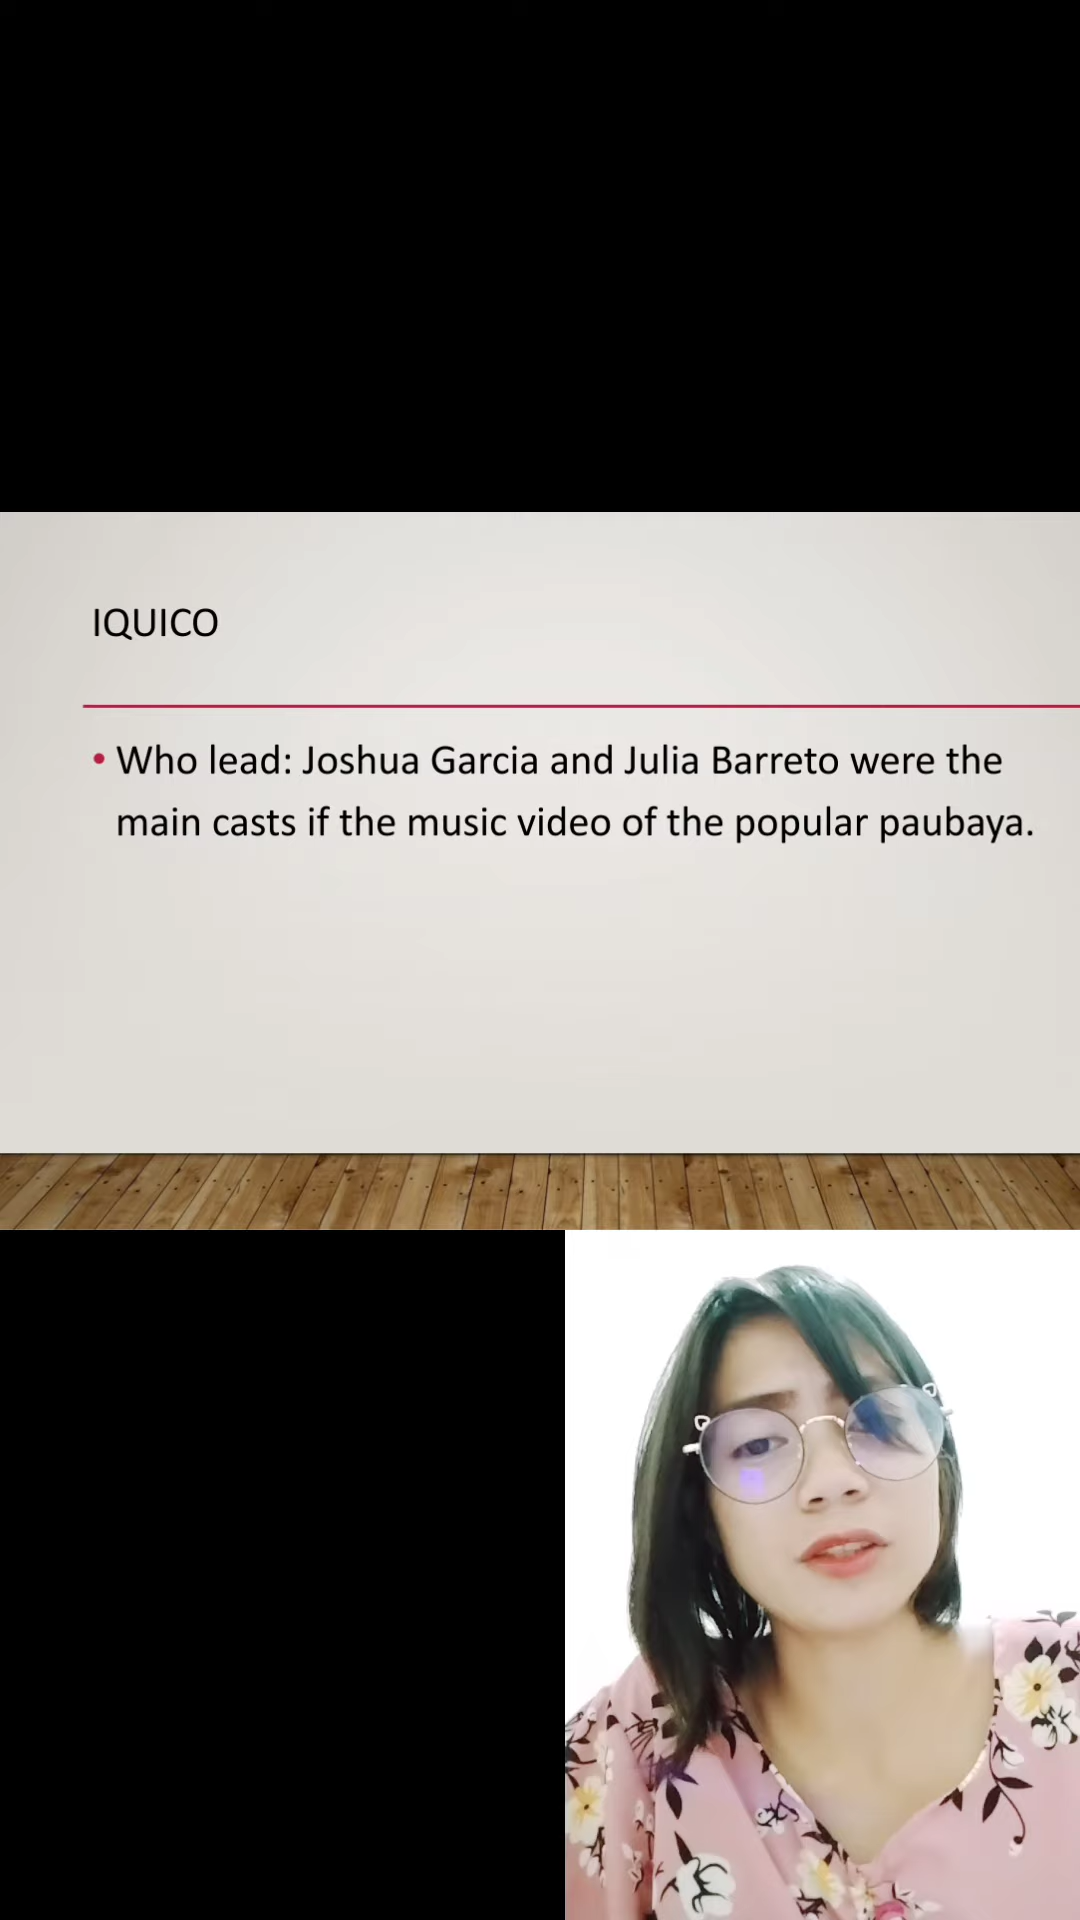 IQUICO
• Who lead: Joshua Garcia and Julia Barreto were the
main casts if the music video of the popular paubaya.